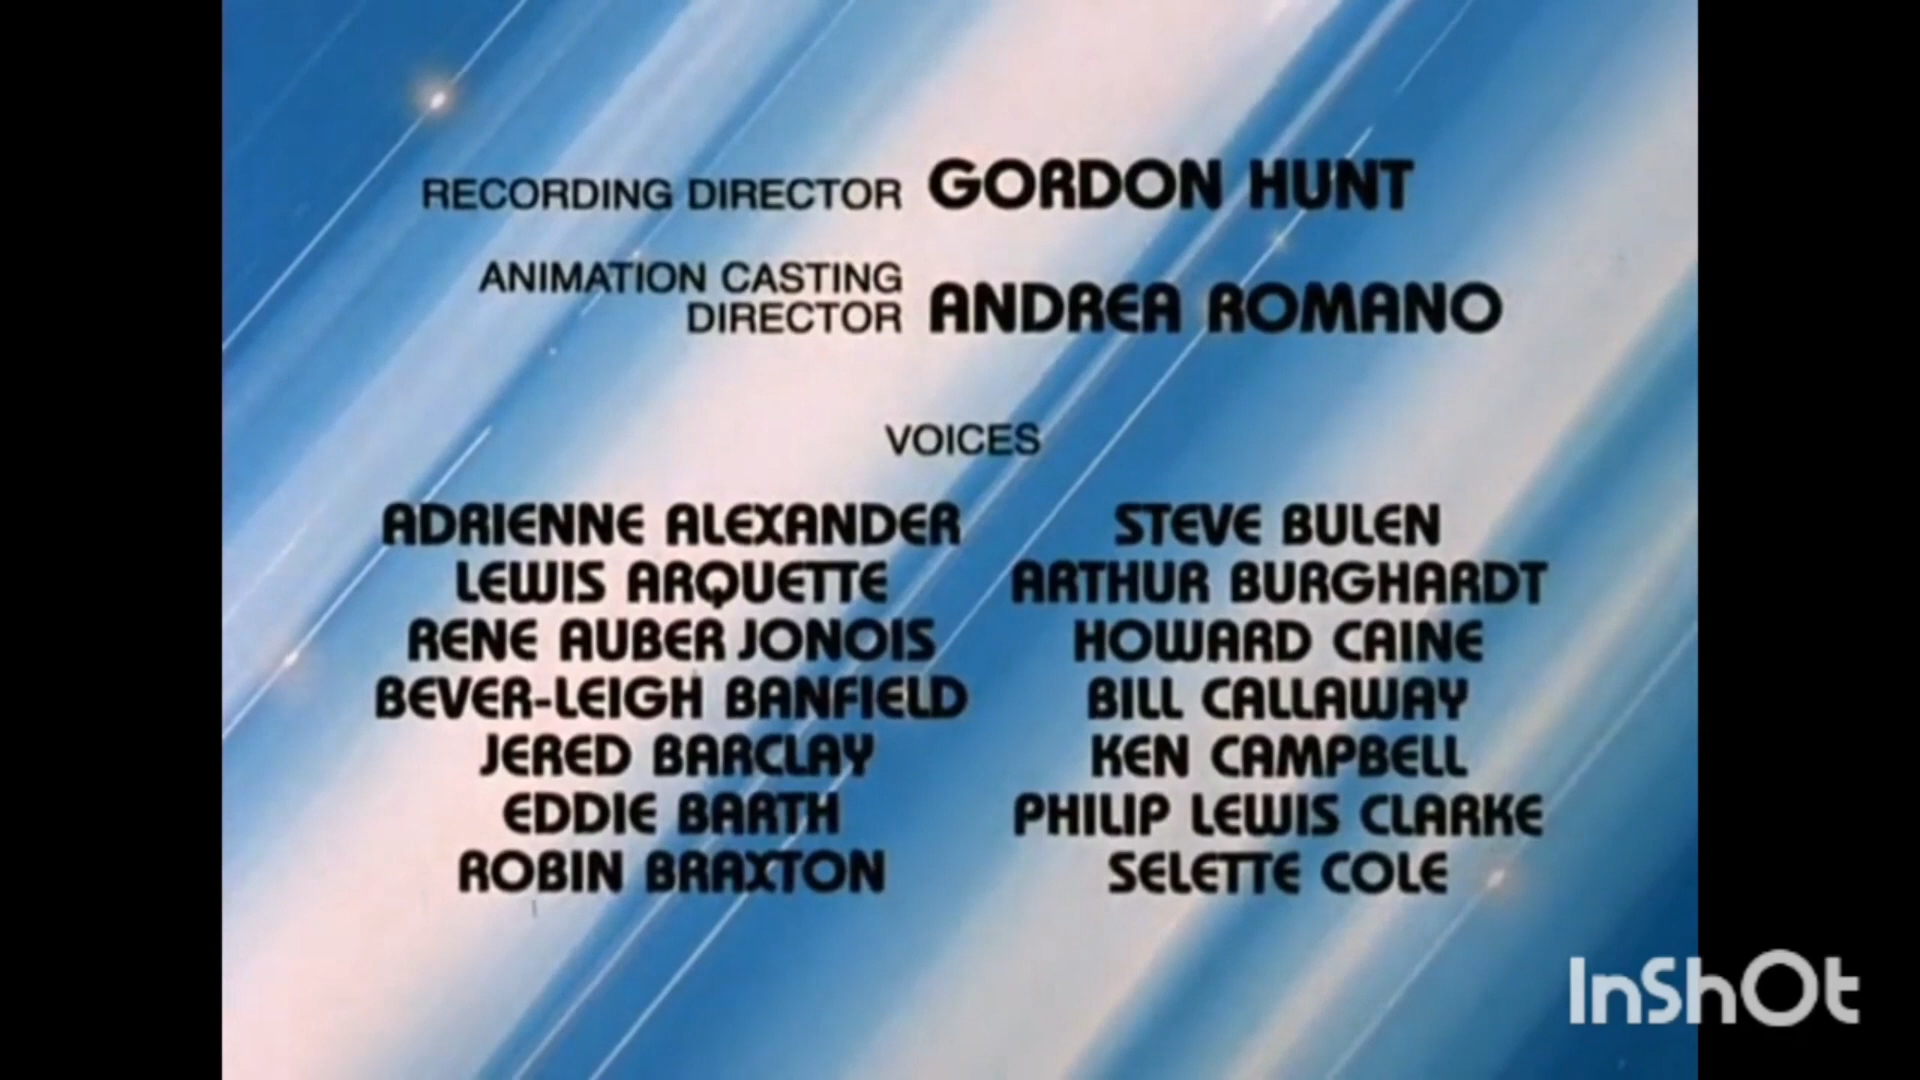 RECORDING DIRECTOR GORDON HUNT
ANIMATION CASTING
DIRECTOR ANDREA ROMANO
VOICES
ADRIENNE ALEXANDER
LEWIS ARQUETTE
RENE AUBER JONOIS
BEVER-LEIGH BANFIELD
JERED BARCLAY
EDDIE BARTH
ROBIN BRAXTON
STEVE BULEN
ARTHUR BURGHARDT
HOWARD CAINE
BILL CALLAWAY
KEN CAMPBELL
PHILIP LEWIS CLARKE
SELETTE COLE
InShOt